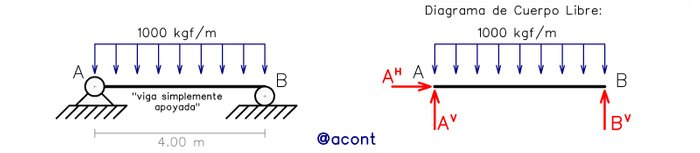 Diagrama de Cuerpo Libre:
1000 kgf/m
A
B
"viga simplemente
apoyada"
4.00 m
1000 kgf/m
A
B
Aᴴ
Aⱽ
Bⱽ
@acont